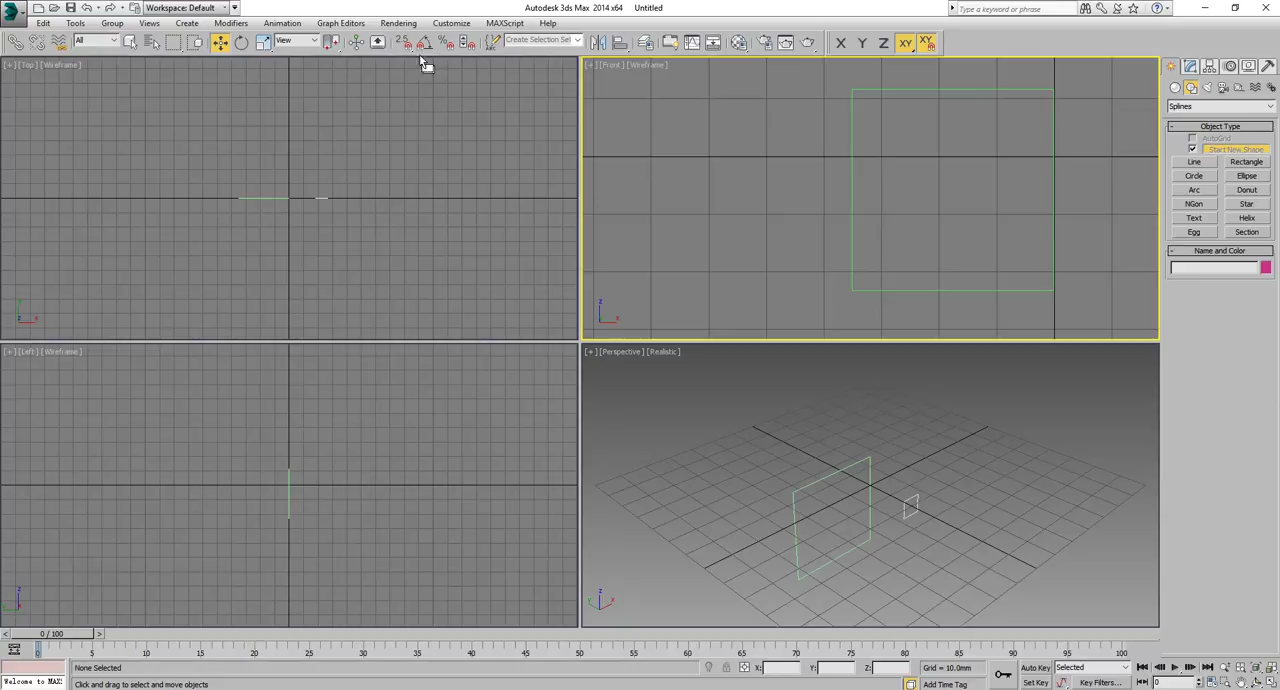 Workspace: Default
Autodesk 3ds Max 2014 x64 Untitled
Type a keyword or phrase
Edit Tools Group Views Create Modifiers Animation Graph Editors Rendering Customize MAXScript Help
All View 2.5 Create Selection Se X Y Z XY XY
[+] [Top] [Wireframe]
[+] [Front] [Wireframe]
Splines
Object Type
AutoGrid
Start New Shape
Line Rectangle
Circle Ellipse
Arc Donut
NGon Star
Text Helix
Egg Section
Name and Color
[+] [Left] [Wireframe]
[+] [Perspective] [Realistic]
< 0 / 100 >
0 5 10 15 20 25 30 35 40 45 50 55 60 65 70 75 80 85 90 95 100
None Selected X: Y: Z: Grid = 10.0mm Auto Key Selected
Welcome to MAX: Click and drag to select and move objects Add Time Tag Set Key Key Filters... 0